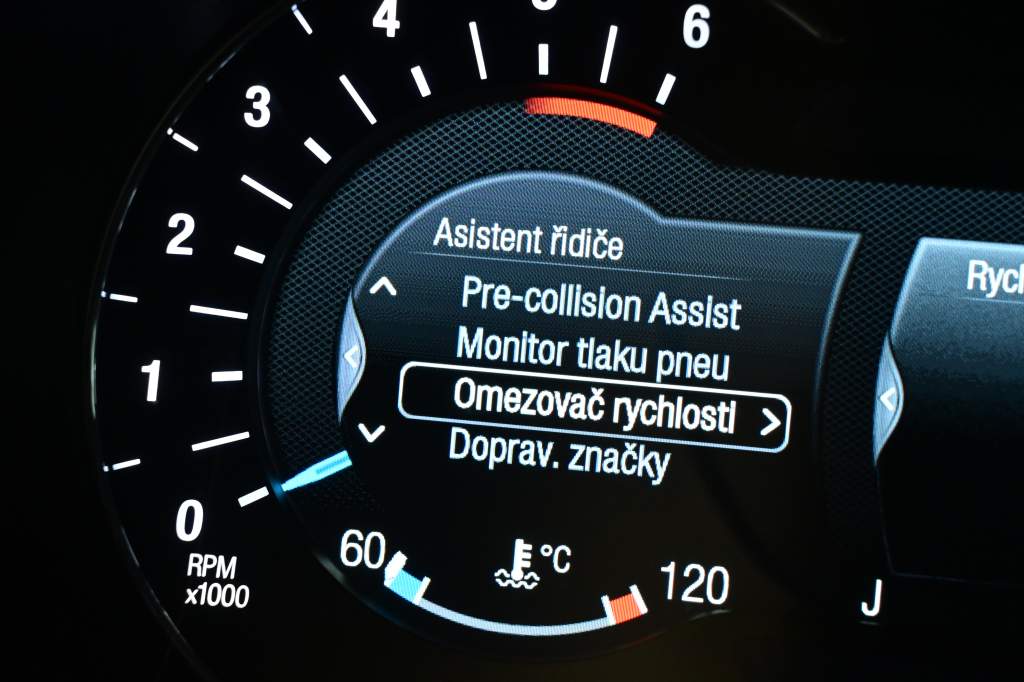 4
5
6
3
2
1
0
RPM
x1000
Asistent řidiče
Pre-collision Assist
Monitor tlaku pneu
Omezovač rychlosti
Doprav. značky
60
°C
120
J